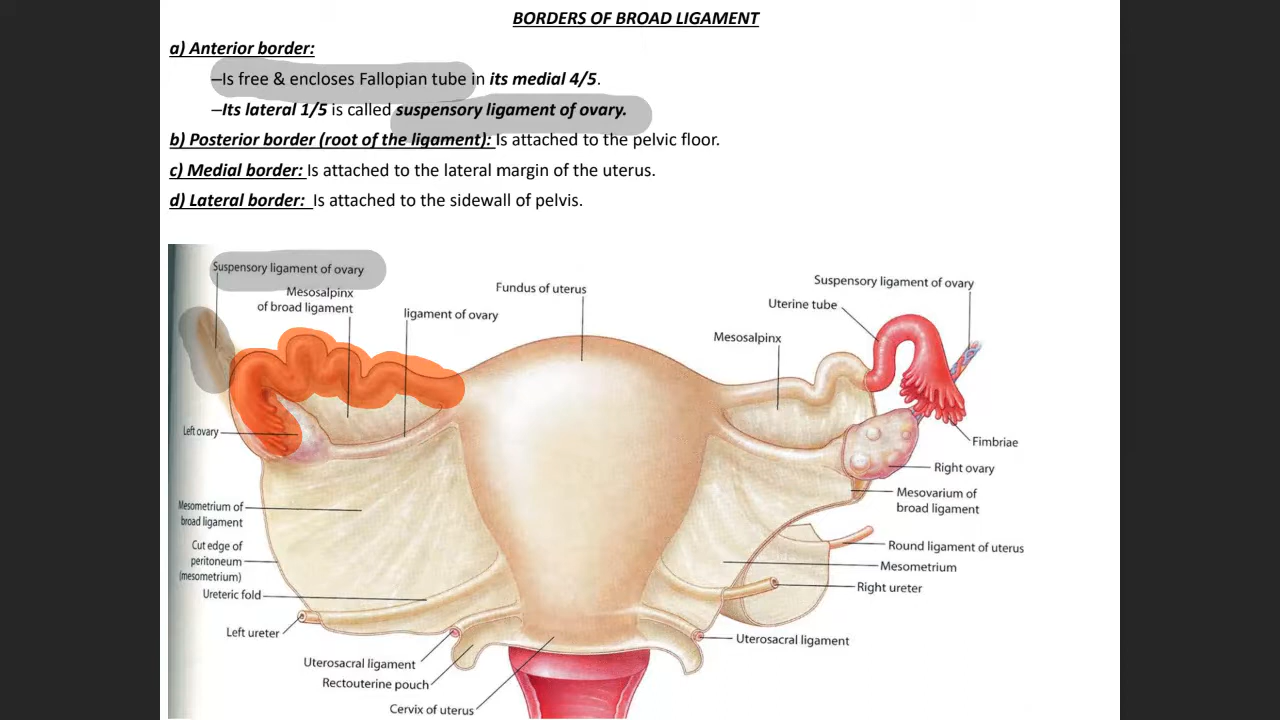 BORDERS OF BROAD LIGAMENT
a) Anterior border:
–Is free & encloses Fallopian tube in its medial 4/5.
–Its lateral 1/5 is called suspensory ligament of ovary.
b) Posterior border (root of the ligament): Is attached to the pelvic floor.
c) Medial border: Is attached to the lateral margin of the uterus.
d) Lateral border: Is attached to the sidewall of pelvis.
Suspensory ligament of ovary
Mesosalpinx
of broad ligament
ligament of ovary
Fundus of uterus
Suspensory ligament of ovary
Uterine tube
Mesosalpinx
Left ovary
Fimbriae
Right ovary
Mesovarium of
broad ligament
Mesometrium of
broad ligament
Cut edge of
peritoneum
(mesometrium)
Ureteric fold
Left ureter
Round ligament of uterus
Mesometrium
Right ureter
Uterosacral ligament
Uterosacral ligament
Rectouterine pouch
Cervix of uterus